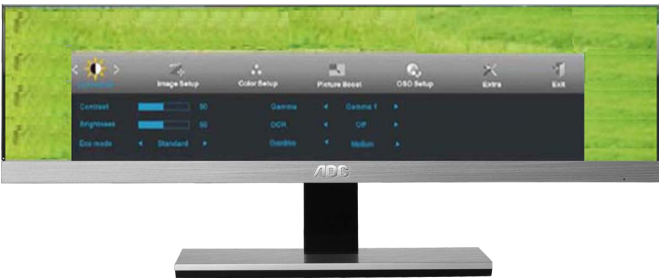 Image Setup
Color Setup
Picture Boost
OSD Setup
Extra
Exit
Contrast 50 Gamma Gamma 1
Brightness 50 DCR Off
Eco mode Standard Overdrive Medium
AOC